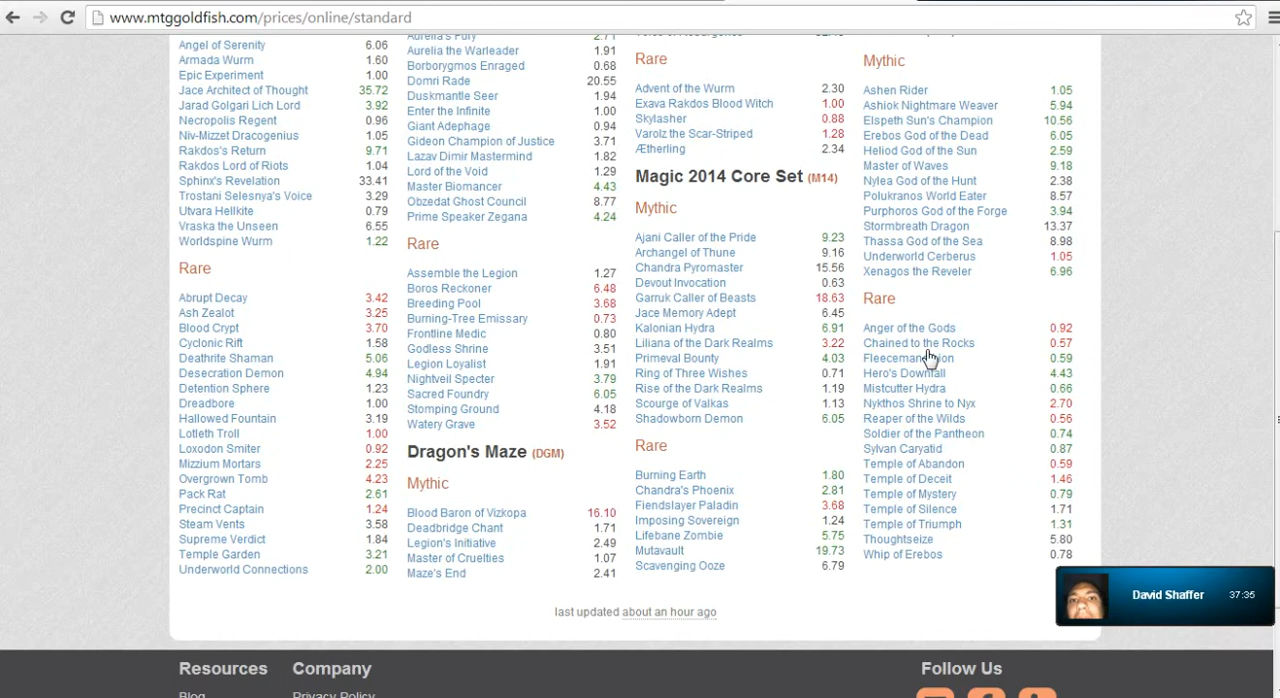 www.mtggoldfish.com/prices/online/standard
Angel of Serenity 6.06
Armada Wurm 1.60
Epic Experiment 1.00
Jace Architect of Thought 35.72
Jarad Golgari Lich Lord 3.92
Necropolis Regent 0.96
Niv-Mizzet Dracogenius 1.05
Rakdos's Return 9.71
Rakdos Lord of Riots 1.04
Sphinx's Revelation 33.41
Trostani Selesnya's Voice 3.29
Utvara Hellkite 0.79
Vraska the Unseen 6.55
Worldspine Wurm 1.22
Rare
Abrupt Decay 3.42
Ash Zealot 3.25
Blood Crypt 3.70
Cyclonic Rift 1.58
Deathrite Shaman 5.06
Desecration Demon 4.94
Detention Sphere 1.23
Dreadbore 1.00
Hallowed Fountain 3.19
Lotleth Troll 1.00
Loxodon Smiter 0.92
Mizzium Mortars 2.25
Overgrown Tomb 4.23
Pack Rat 2.61
Precinct Captain 1.24
Steam Vents 3.58
Supreme Verdict 1.84
Temple Garden 3.21
Underworld Connections 2.00
Aurelia's Fury 2.71
Aurelia the Warleader 1.91
Borborygmos Enraged 0.68
Domri Rade 20.55
Duskmantle Seer 1.94
Enter the Infinite 1.00
Giant Adephage 0.94
Gideon Champion of Justice 3.71
Lazav Dimir Mastermind 1.82
Lord of the Void 1.29
Master Biomancer 4.43
Obzedat Ghost Council 8.77
Prime Speaker Zegana 4.24
Rare
Assemble the Legion 1.27
Boros Reckoner 6.48
Breeding Pool 3.68
Burning-Tree Emissary 0.73
Frontline Medic 0.80
Godless Shrine 3.51
Legion Loyalist 1.91
Nightveil Specter 3.79
Sacred Foundry 6.05
Stomping Ground 4.18
Watery Grave 3.52
Dragon's Maze (DGM)
Mythic
Blood Baron of Vizkopa 16.10
Deadbridge Chant 1.71
Legion's Initiative 2.49
Master of Cruelties 1.07
Maze's End 2.41
Rare
Advent of the Wurm 2.30
Exava Rakdos Blood Witch 1.00
Skylasher 0.88
Varolz the Scar-Striped 1.28
Ætherling 2.34
Magic 2014 Core Set (M14)
Mythic
Ajani Caller of the Pride 9.23
Archangel of Thune 9.16
Chandra Pyromaster 15.56
Devout Invocation 0.63
Garruk Caller of Beasts 18.63
Jace Memory Adept 6.45
Kalonian Hydra 6.91
Liliana of the Dark Realms 3.22
Primeval Bounty 4.03
Ring of Three Wishes 0.71
Rise of the Dark Realms 1.19
Scourge of Valkas 1.13
Shadowborn Demon 6.05
Rare
Burning Earth 1.80
Chandra's Phoenix 2.81
Fiendslayer Paladin 3.68
Imposing Sovereign 1.24
Lifebane Zombie 5.75
Mutavault 19.73
Scavenging Ooze 6.79
Mythic
Ashen Rider 1.05
Ashiok Nightmare Weaver 5.94
Elspeth Sun's Champion 10.56
Erebos God of the Dead 6.05
Heliod God of the Sun 2.59
Master of Waves 9.18
Nylea God of the Hunt 2.38
Polukranos World Eater 8.57
Purphoros God of the Forge 3.94
Stormbreath Dragon 13.37
Thassa God of the Sea 8.98
Underworld Cerberus 1.05
Xenagos the Reveler 6.96
Rare
Anger of the Gods 0.92
Chained to the Rocks 0.57
0.59
Hero's Downfall 4.43
Mistcutter Hydra 0.66
Nykthos Shrine to Nyx 2.70
Reaper of the Wilds 0.56
Soldier of the Pantheon 0.74
Sylvan Caryatid 0.87
Temple of Abandon 0.59
Temple of Deceit 1.46
Temple of Mystery 0.79
Temple of Silence 1.71
Temple of Triumph 1.31
Thoughtseize 5.80
Whip of Erebos 0.78
David Shaffer 37:35
last updated about an hour ago
Resources Company Follow Us
Blog Privacy Policy